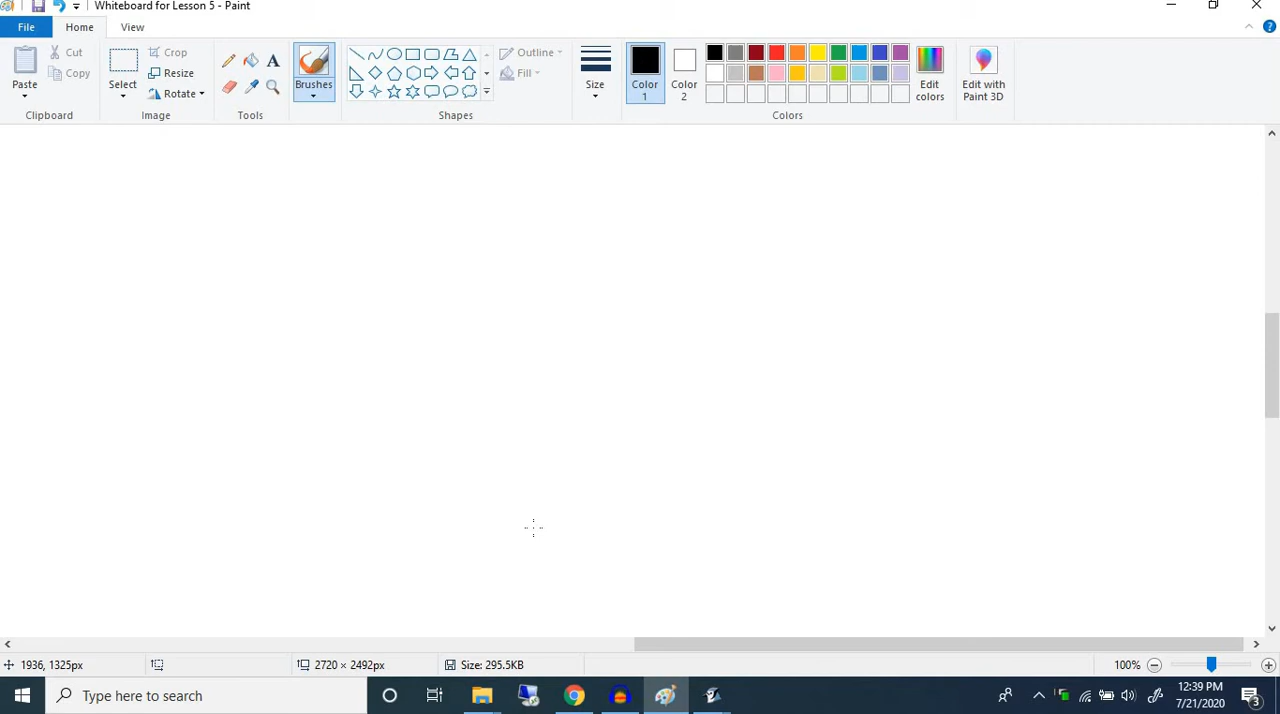 Whiteboard for Lesson 5 - Paint
File Home View
Paste Cut Copy Select Crop Resize Rotate A Brushes Outline Fill Size Color 1 Color 2 Edit colors Edit with Paint 3D
Clipboard Image Tools Shapes Colors
1936, 1325px 2720 × 2492px Size: 295.5KB 100%
Type here to search 12:39 PM
7/21/2020 3